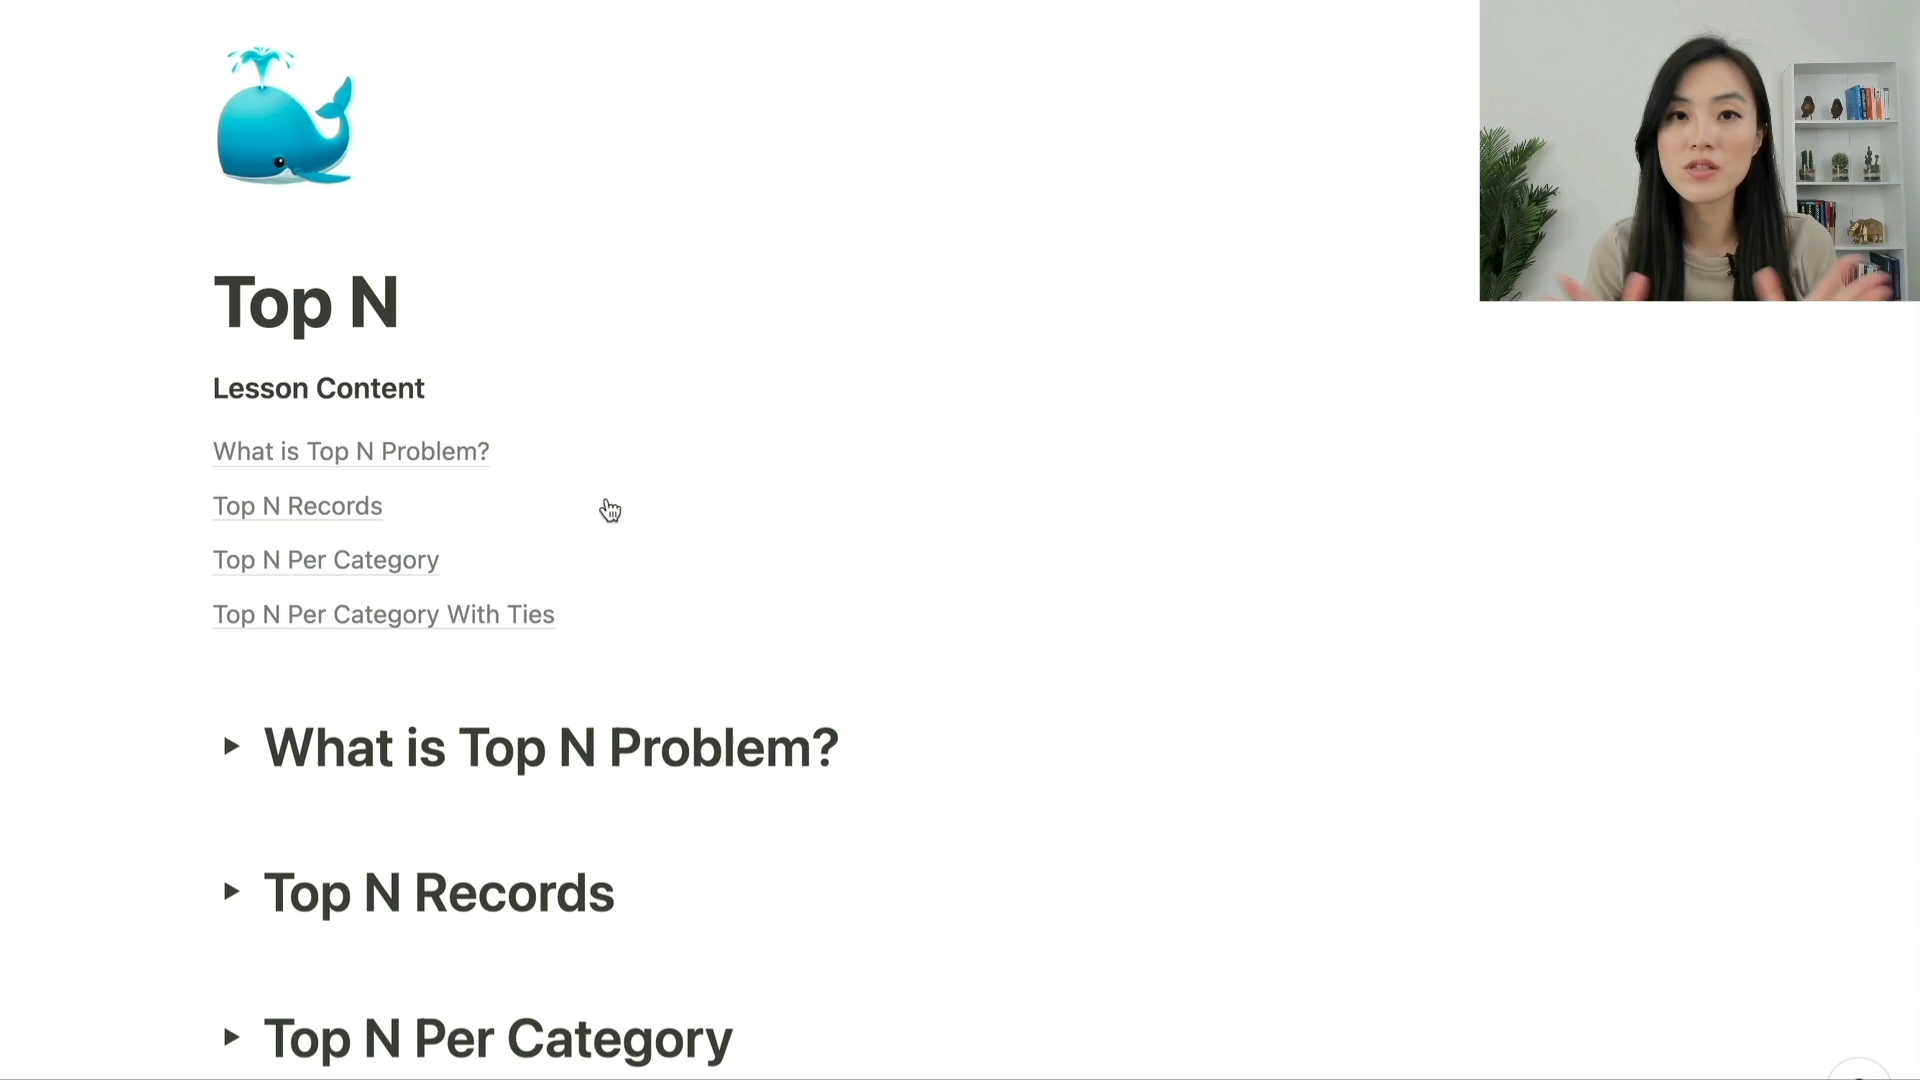 Top N
Lesson Content
What is Top N Problem?
Top N Records
Top N Per Category
Top N Per Category With Ties
What is Top N Problem?
Top N Records
Top N Per Category